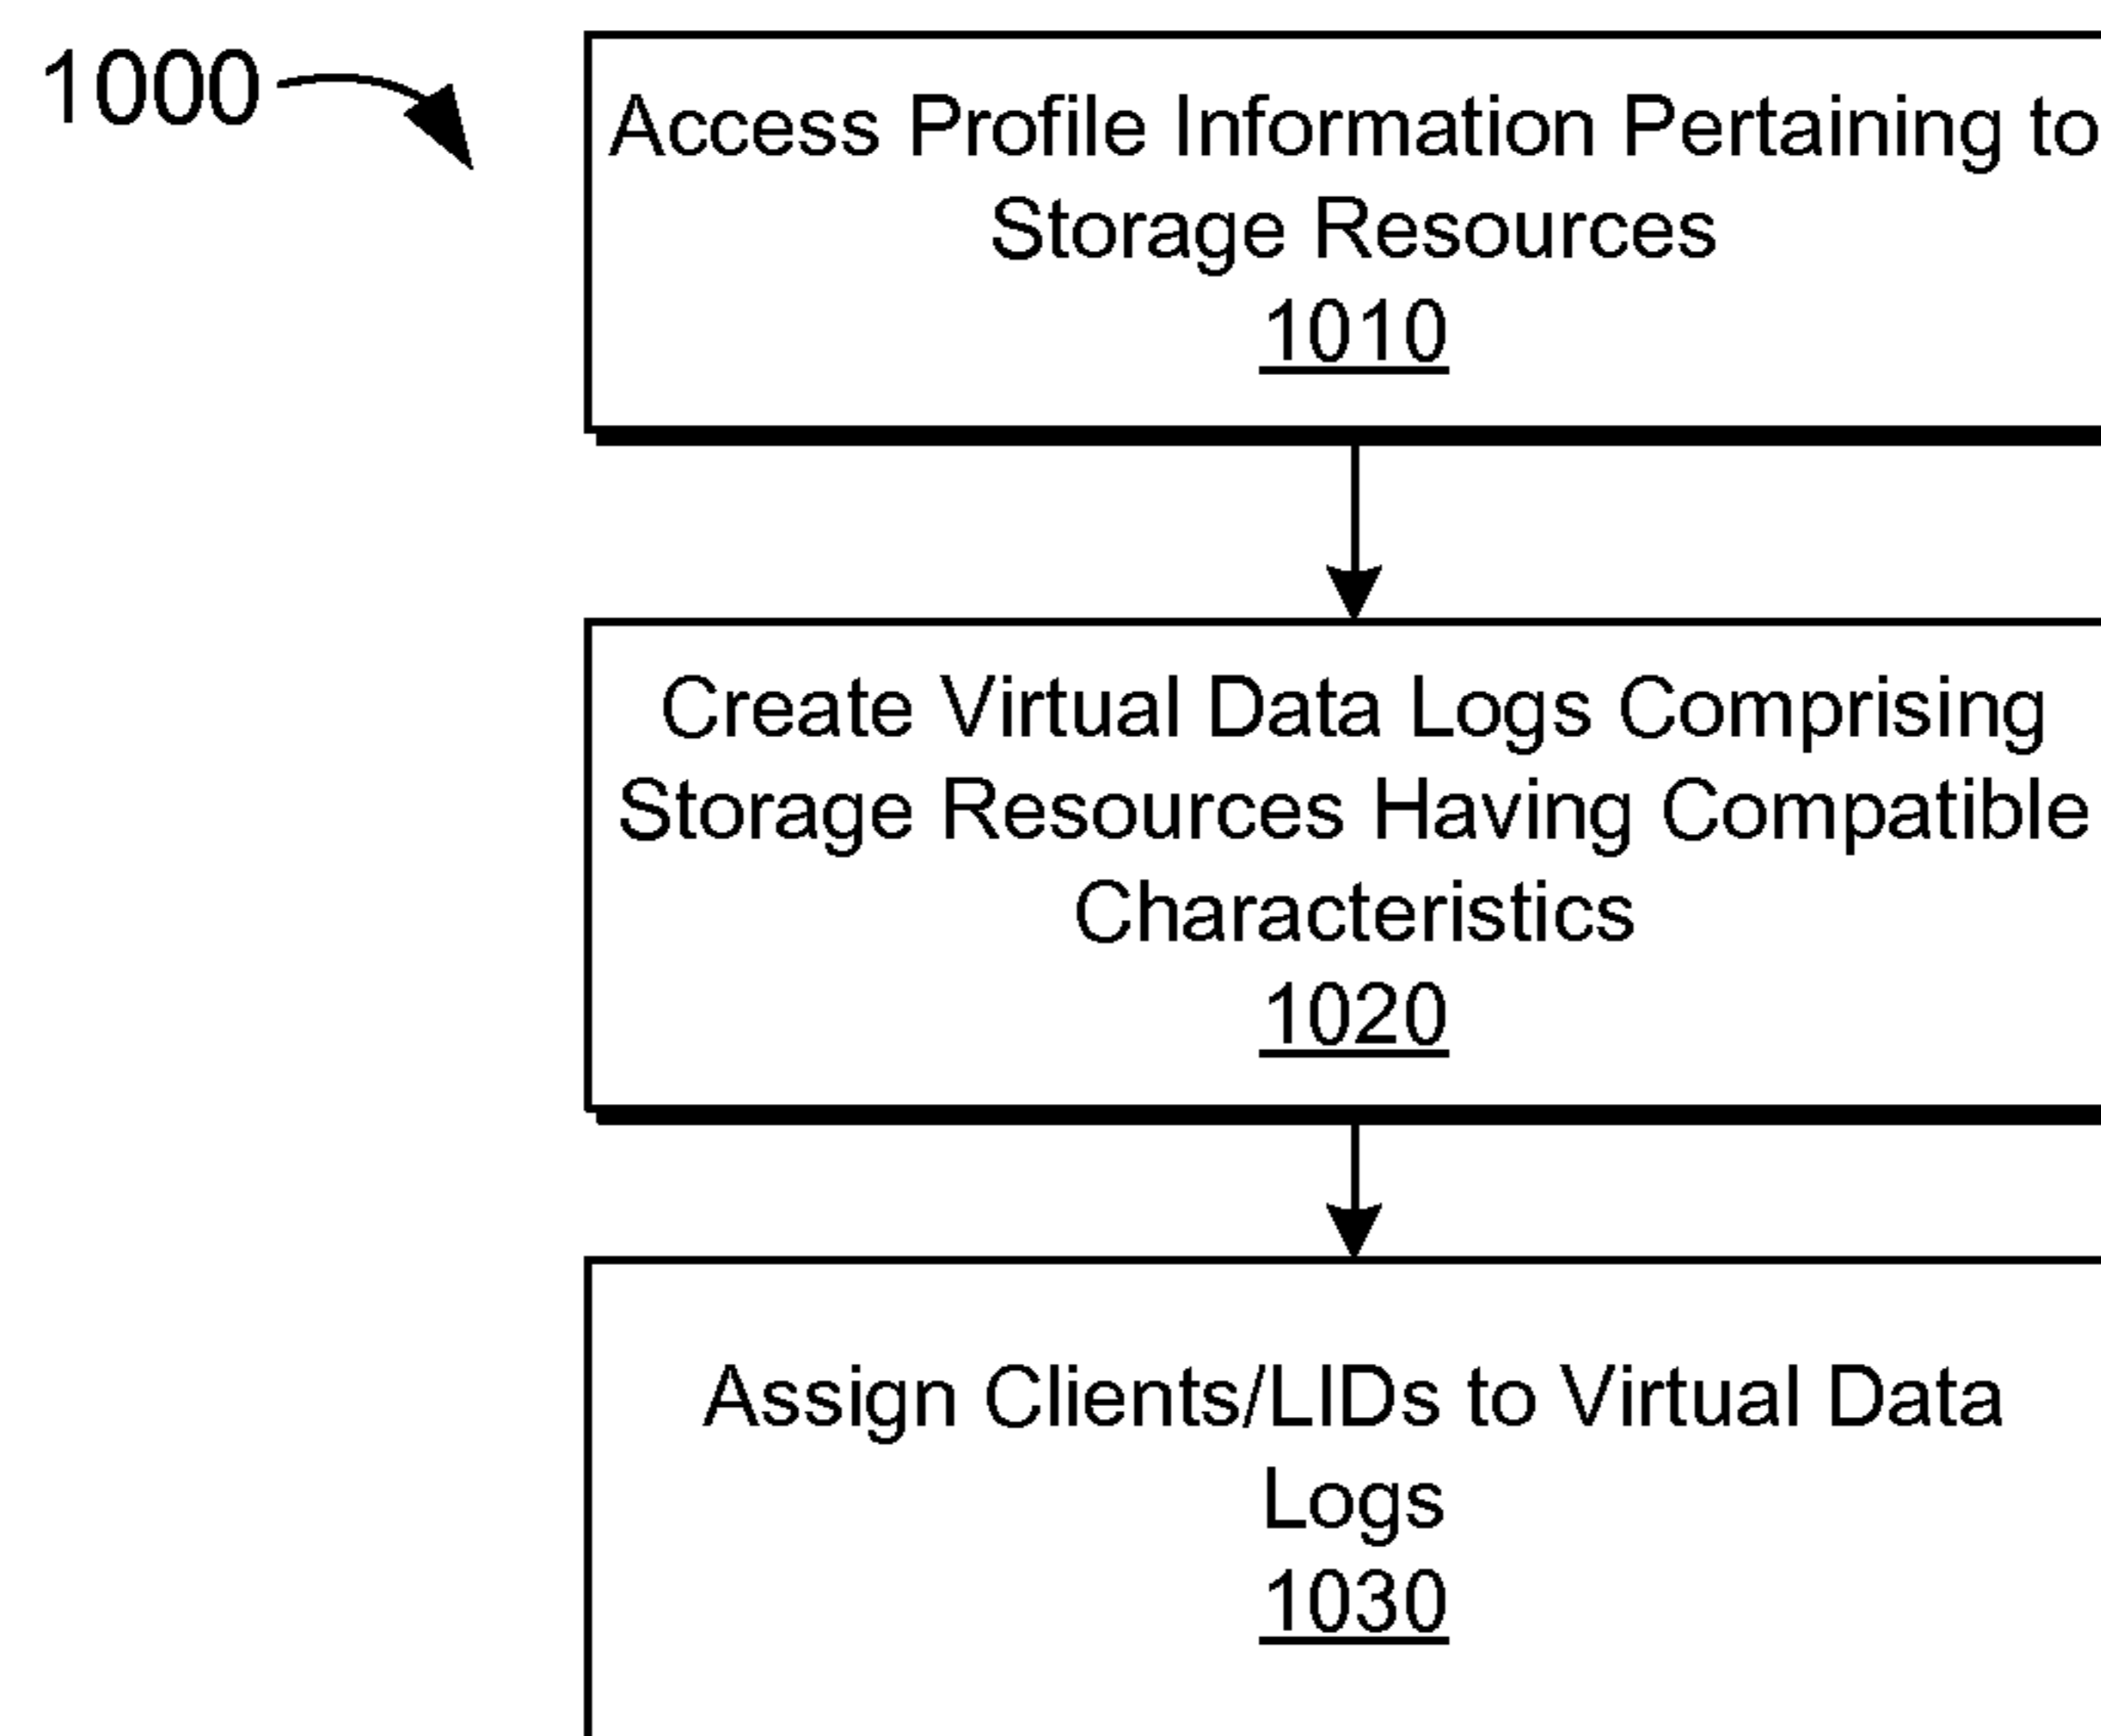 1000
Access Profile Information Pertaining to
Storage Resources
1010
Create Virtual Data Logs Comprising
Storage Resources Having Compatible
Characteristics
1020
Assign Clients/LIDs to Virtual Data
Logs
1030